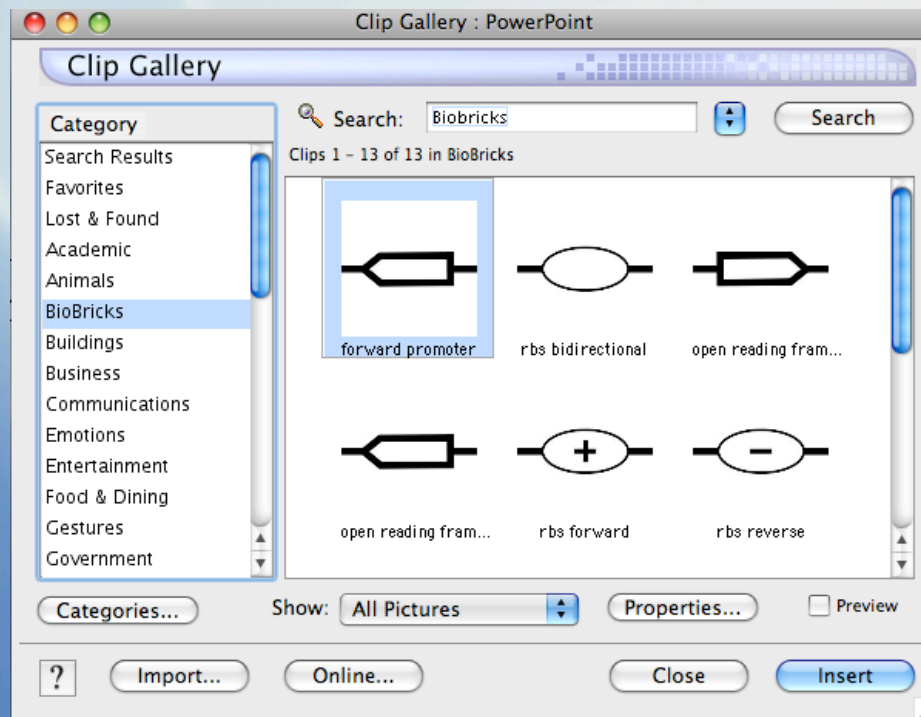 Clip Gallery : PowerPoint
Clip Gallery
Category
Search Results
Favorites
Lost & Found
Academic
Animals
BioBricks
Buildings
Business
Communications
Emotions
Entertainment
Food & Dining
Gestures
Government
Search: Biobricks Search
Clips 1 – 13 of 13 in BioBricks
forward promoter rbs bidirectional open reading fram...
+ –
open reading fram... rbs forward rbs reverse
Categories... Show: All Pictures Properties... Preview
? Import... Online... Close Insert